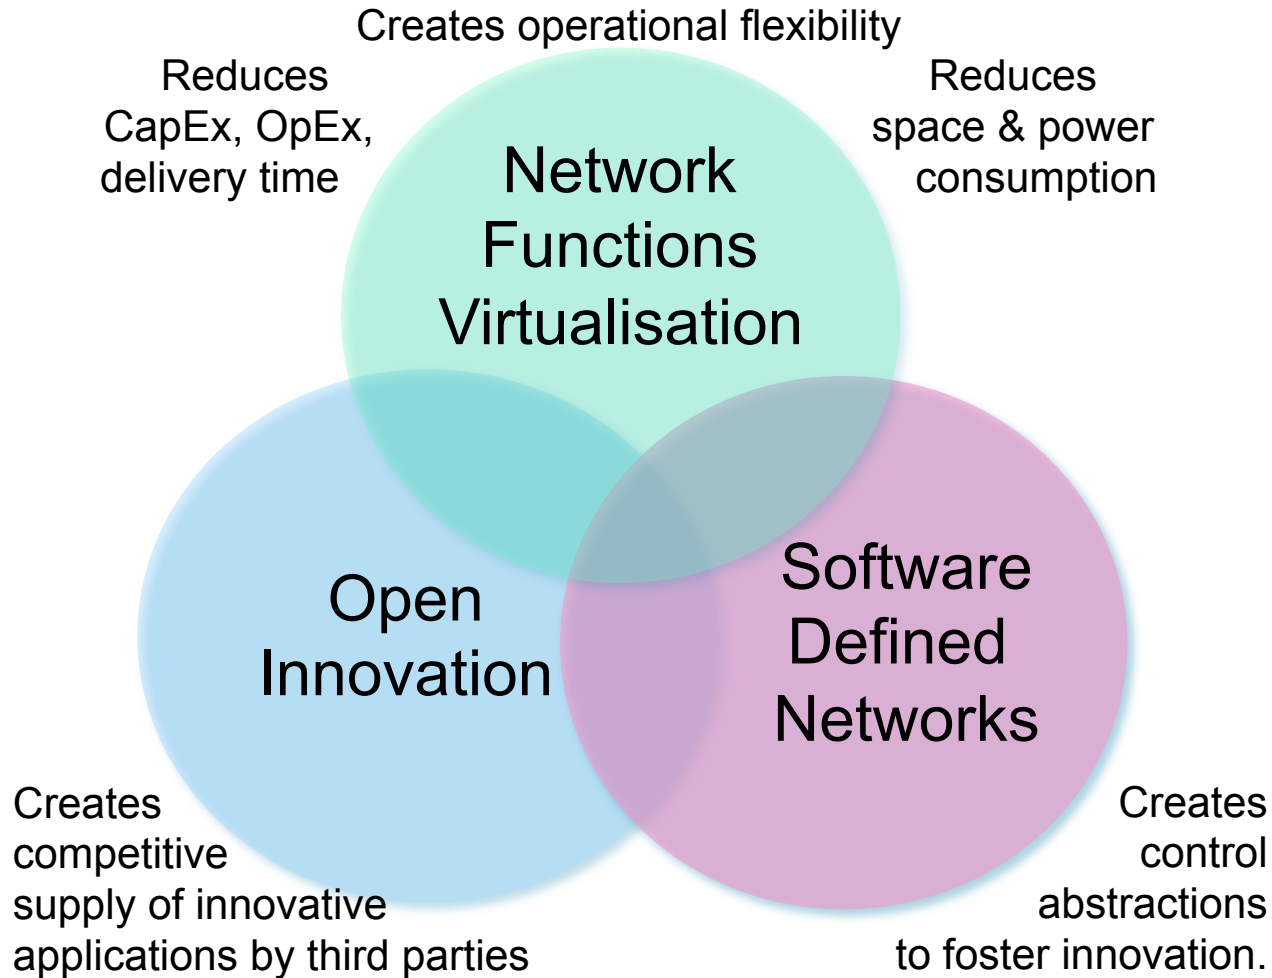 Creates operational flexibility
Reduces
CapEx, OpEx,
delivery time
Reduces
space & power
consumption
Network
Functions
Virtualisation
Open
Innovation
Software
Defined
Networks
Creates
competitive
supply of innovative
applications by third parties
Creates
control
abstractions
to foster innovation.